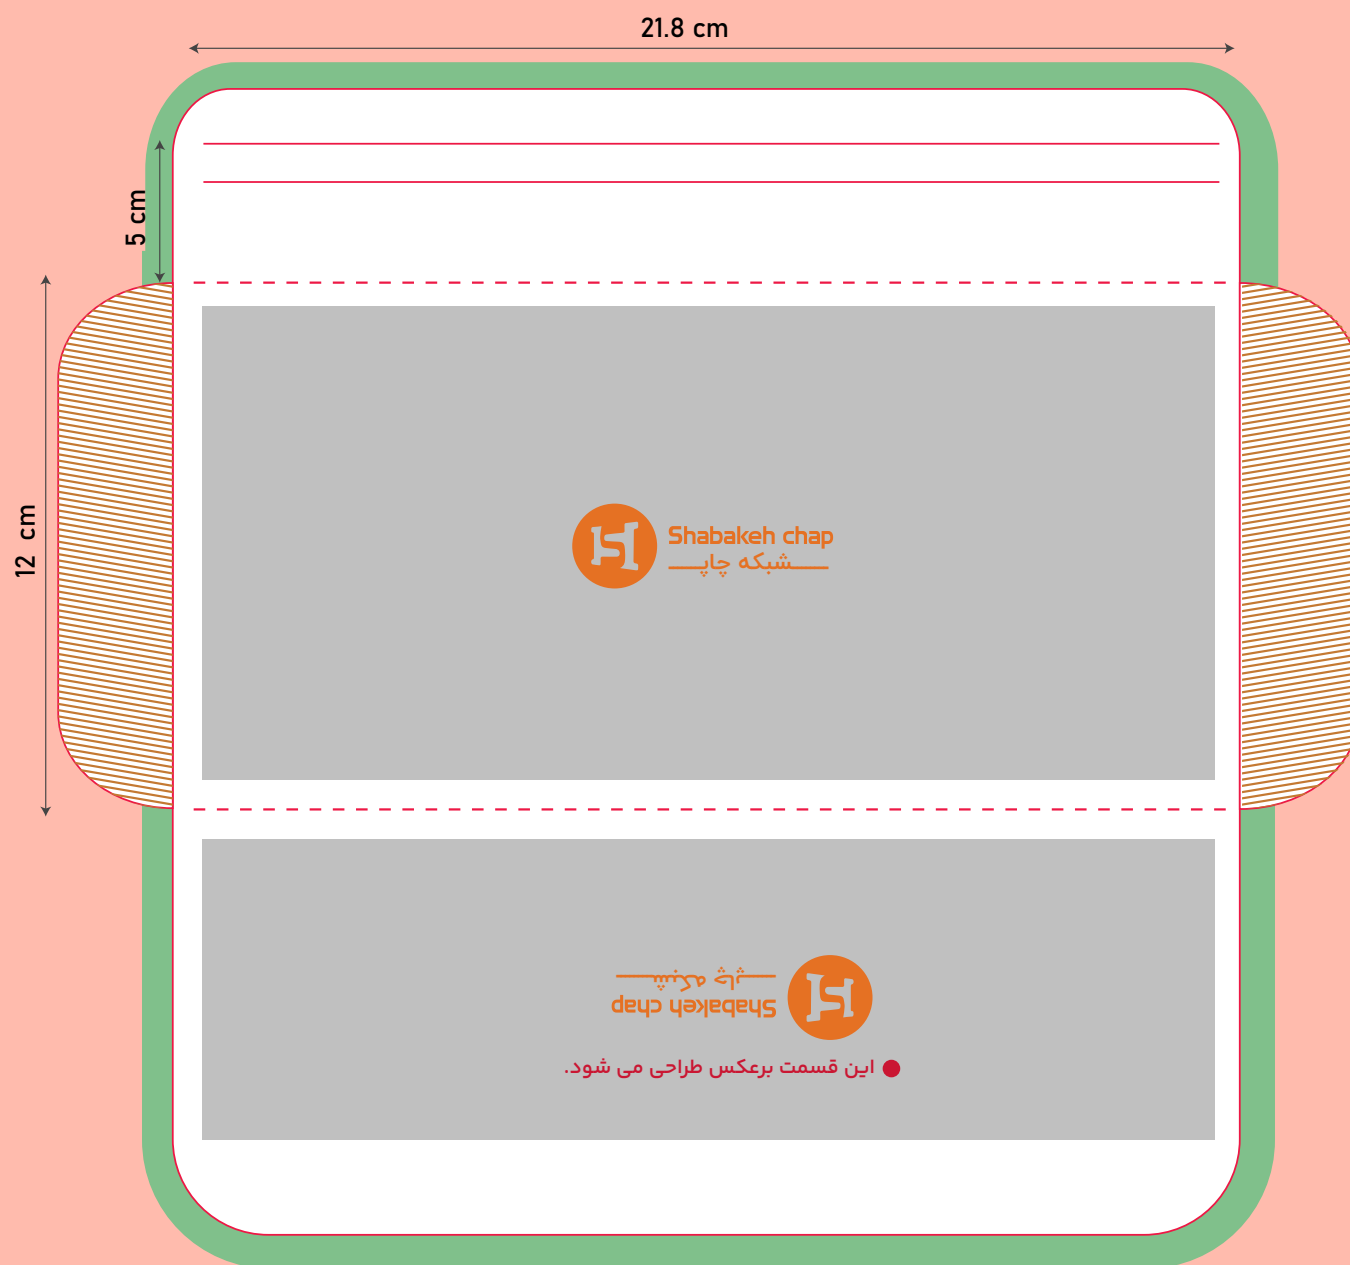 21.8 cm
5 cm
12 cm
Shabakeh chap
شبکه چاپ
شبکه چاپ
Shabakeh chap
این قسمت برعکس طراحی می شود.